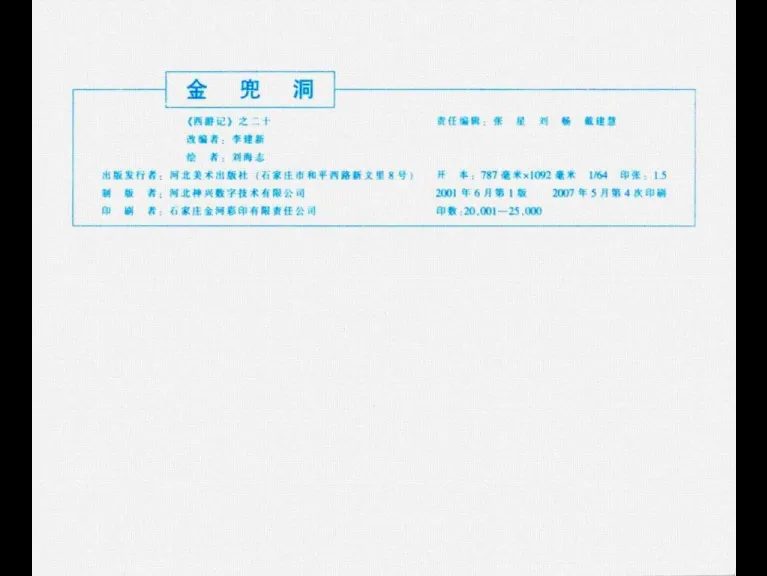 金 兜 洞
《西游记》之二十
改编者：李建新
绘 者：刘海志
出版发行者：河北美术出版社（石家庄市和平西路新文里8号）
制 版 者：河北神兴数字技术有限公司
印 刷 者：石家庄金河彩印有限责任公司
责任编辑：张 星 刘 畅 戴建慧
开 本：787毫米×1092毫米 1/64 印张：1.5
2001年6月第1版 2007年5月第4次印刷
印数：20,001—25,000